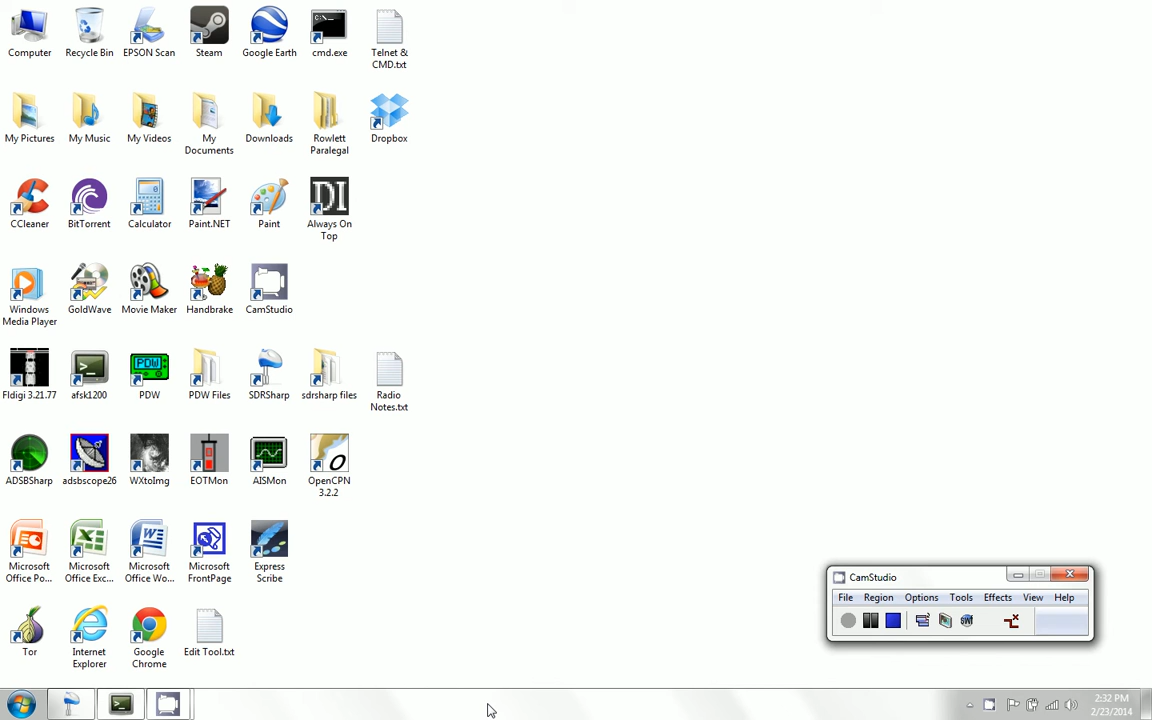 Computer
Recycle Bin
EPSON Scan
Steam
Google Earth
C:\_
cmd.exe
Telnet &
CMD.txt
My Pictures
My Music
My Videos
My
Documents
Downloads
Rowlett
Paralegal
Dropbox
CCleaner
BitTorrent
Calculator
Paint.NET
Paint
DI
Always On
Top
Windows
Media Player
GoldWave
Movie Maker
Handbrake
CamStudio
Fldigi 3.21.77
afsk1200
PDW
PDW
PDW Files
SDRSharp
sdrsharp files
Radio
Notes.txt
ADSBSharp
adsbscope26
WXtoImg
EOTMon
AISMon
OpenCPN
3.2.2
Microsoft
Office Po...
Microsoft
Office Exc...
Microsoft
Office Wo...
Microsoft
FrontPage
Express
Scribe
CamStudio
File Region Options Tools Effects View Help
Tor
Internet
Explorer
Google
Chrome
Edit Tool.txt
2:32 PM
2/23/2014